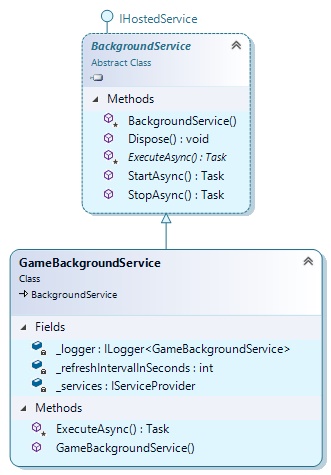 IHostedService
BackgroundService
Abstract Class
Methods
BackgroundService()
Dispose() : void
ExecuteAsync() : Task
StartAsync() : Task
StopAsync() : Task
GameBackgroundService
Class
→ BackgroundService
Fields
_logger : ILogger<GameBackgroundService>
_refreshIntervalInSeconds : int
_services : IServiceProvider
Methods
ExecuteAsync() : Task
GameBackgroundService()